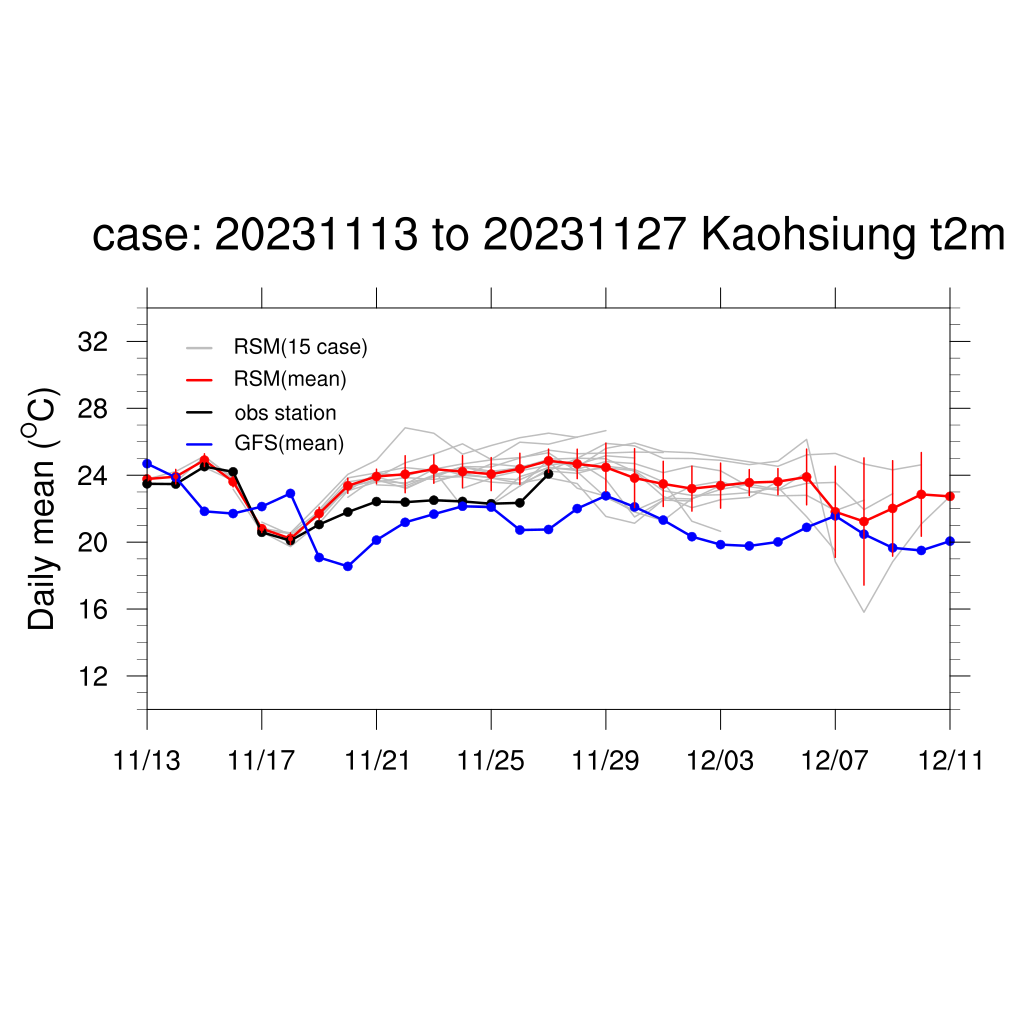 case: 20231113 to 20231127 Kaohsiung t2m
Daily mean (°C)
32
28
24
20
16
12
RSM(15 case)
RSM(mean)
obs station
GFS(mean)
11/13 11/17 11/21 11/25 11/29 12/03 12/07 12/11